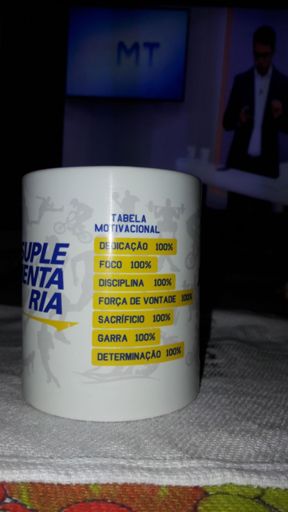 MT
SUPLE
MENTA
RIA
TABELA
MOTIVACIONAL
DEDICAÇÃO 100%
FOCO 100%
DISCIPLINA 100%
FORÇA DE VONTADE 100%
SACRIFÍCIO 100%
GARRA 100%
DETERMINAÇÃO 100%